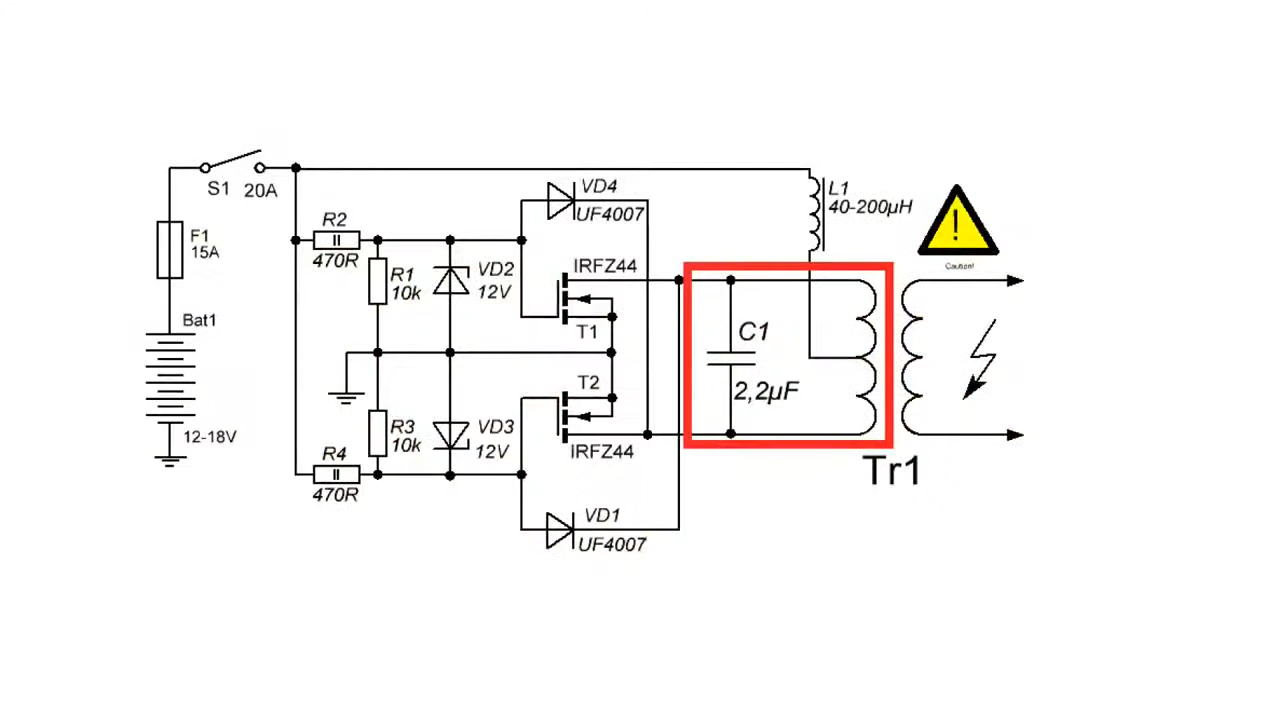 S1 20A
F1
15A
Bat1
12-18V
R2
470R
R1
10k
VD2
12V
VD4
UF4007
IRFZ44
T1
T2
IRFZ44
R3
10k
VD3
12V
R4
470R
VD1
UF4007
L1
40-200µH
!
Caution!
C1
2,2µF
Tr1